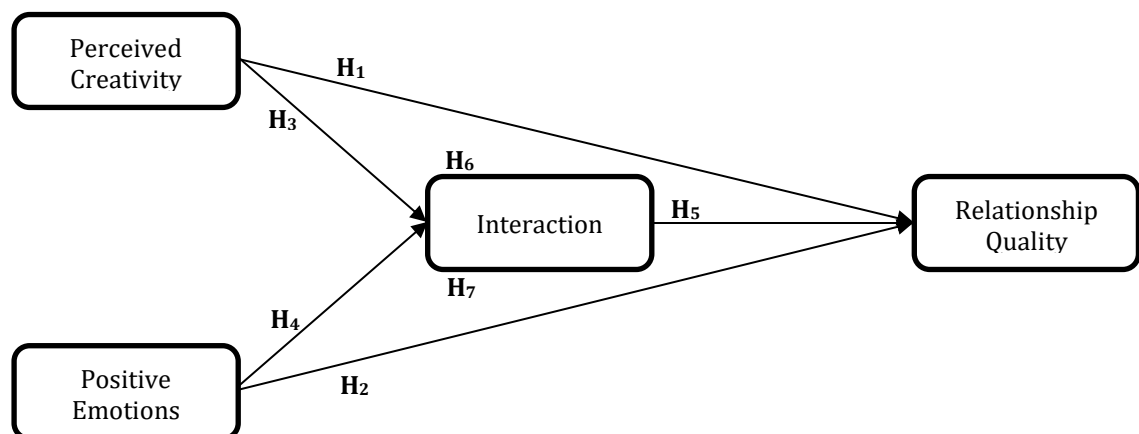 Perceived
Creativity
H1
H3
H6
Interaction
H5
Relationship
Quality
H7
H4
Positive
Emotions
H2